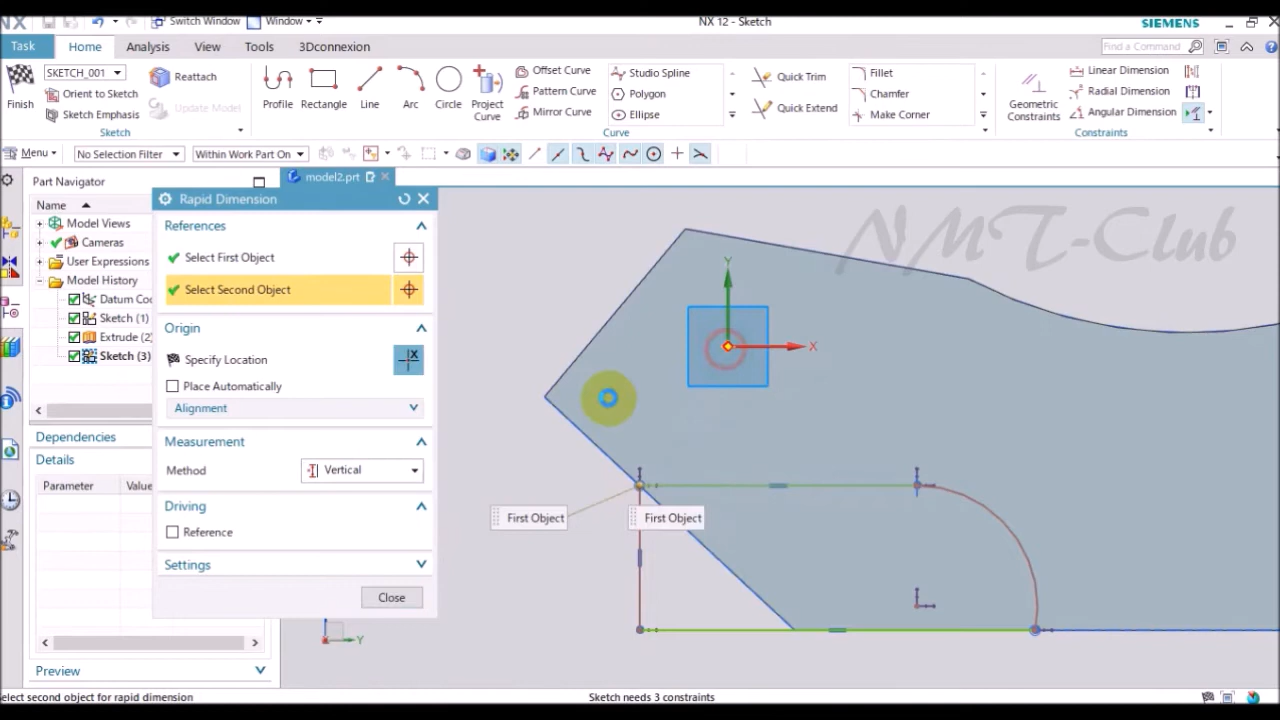 NX
Switch Window
Window
NX 12 - Sketch
SIEMENS
Task
Home
Analysis
View
Tools
3Dconnexion
Find a Command
Finish
SKETCH_001
Orient to Sketch
Sketch Emphasis
Reattach
Update Model
Sketch
Profile
Rectangle
Line
Arc
Circle
Project
Curve
Offset Curve
Pattern Curve
Mirror Curve
Studio Spline
Polygon
Ellipse
Quick Trim
Quick Extend
Fillet
Chamfer
Make Corner
Curve
Geometric
Constraints
Linear Dimension
Radial Dimension
Angular Dimension
Constraints
Menu
No Selection Filter
Within Work Part On
Part Navigator
Name
Model Views
Cameras
User Expressions
Model History
Datum Coo
Sketch (1)
Extrude (2)
Sketch (3)
Dependencies
Details
Parameter
Value
Preview
model2.prt
Rapid Dimension
References
Select First Object
Select Second Object
Origin
Specify Location
Place Automatically
Alignment
Measurement
Method
Vertical
Driving
Reference
Settings
Close
NMT-Club
Y
X
First Object
First Object
Y
elect second object for rapid dimension
Sketch needs 3 constraints